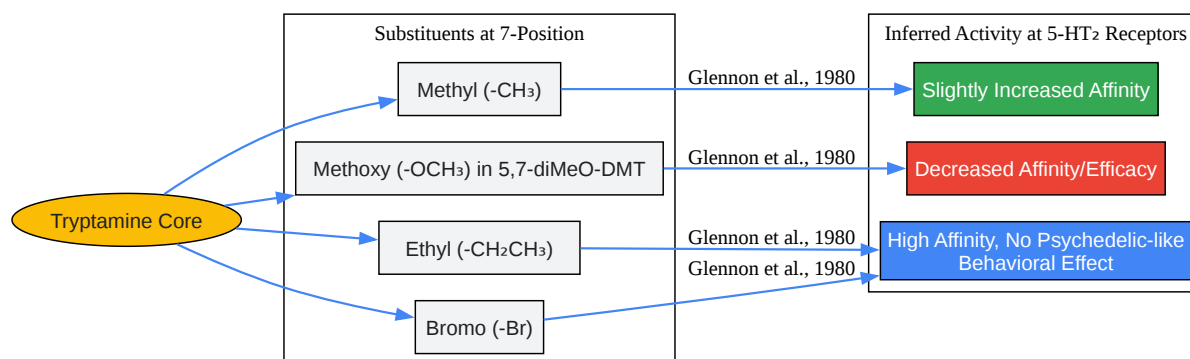 Substituents at 7-Position
Inferred Activity at 5-HT₂ Receptors
Methyl (-CH₃)
Glennon et al., 1980
Slightly Increased Affinity
Methoxy (-OCH₃) in 5,7-diMeO-DMT
Glennon et al., 1980
Decreased Affinity/Efficacy
Tryptamine Core
Ethyl (-CH₂CH₃)
Glennon et al., 1980
High Affinity, No Psychedelic-like
Behavioral Effect
Glennon et al., 1980
Bromo (-Br)